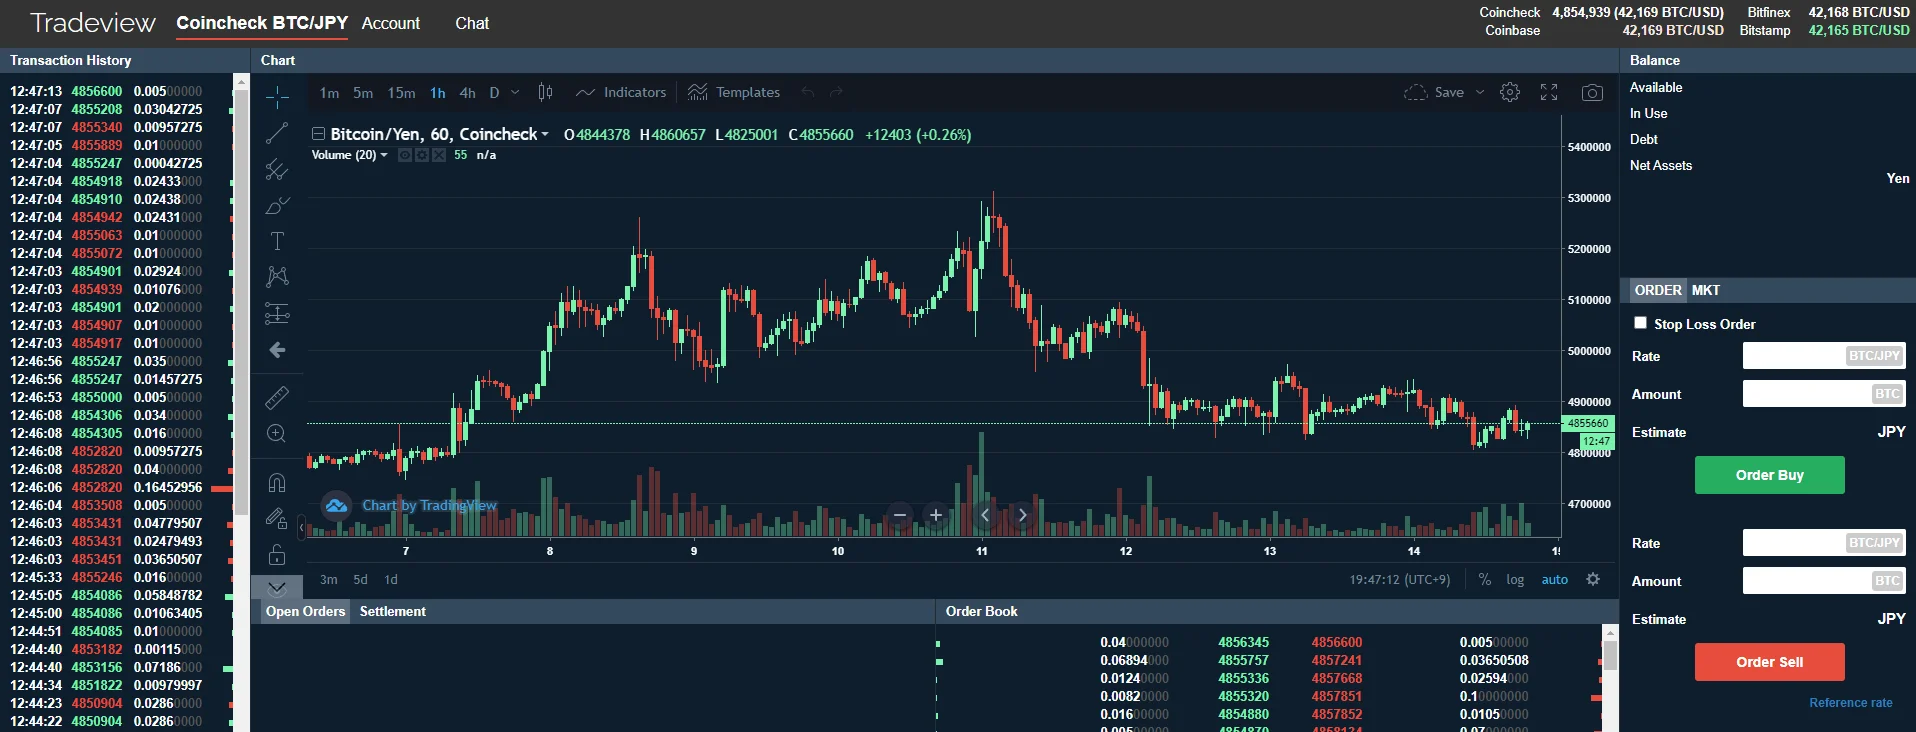 Tradeview Coincheck BTC/JPY Account Chat
Coincheck 4,854,939 (42,169 BTC/USD) Bitfinex 42,168 BTC/USD
Coinbase 42,169 BTC/USD Bitstamp 42,165 BTC/USD
Transaction History
12:47:13 4856600 0.00500000
12:47:07 4855208 0.03042725
12:47:07 4855340 0.00957275
12:47:05 4855889 0.01000000
12:47:04 4855247 0.00042725
12:47:04 4854918 0.02433000
12:47:04 4854910 0.02438000
12:47:04 4854942 0.02431000
12:47:04 4855063 0.01000000
12:47:04 4855072 0.01000000
12:47:03 4854901 0.02924000
12:47:03 4854939 0.01076000
12:47:03 4854901 0.02000000
12:47:03 4854907 0.01000000
12:47:03 4854917 0.01000000
12:46:56 4855247 0.03500000
12:46:56 4855247 0.01457275
12:46:53 4855000 0.00500000
12:46:08 4854306 0.03400000
12:46:08 4854305 0.01600000
12:46:08 4852820 0.00957275
12:46:08 4852820 0.04000000
12:46:06 4852820 0.16452956
12:46:04 4853508 0.00500000
12:46:03 4853431 0.04779507
12:46:03 4853431 0.02479493
12:46:03 4853451 0.03650507
12:45:33 4855246 0.01600000
12:45:05 4854086 0.05848782
12:45:00 4854086 0.01063405
12:44:51 4854085 0.01000000
12:44:40 4853182 0.00115000
12:44:40 4853156 0.07186000
12:44:34 4851822 0.00979997
12:44:23 4850904 0.02860000
12:44:22 4850904 0.02860000
Chart
1m 5m 15m 1h 4h D Indicators Templates Save
Bitcoin/Yen, 60, Coincheck O4844378 H4860657 L4825001 C4855660 +12403 (+0.26%)
Volume (20) 55 n/a
5400000
5300000
5200000
5100000
5000000
4900000
4855660
12:47
4800000
4700000
Chart by TradingView
7 8 9 10 11 12 13 14
3m 5d 1d 19:47:12 (UTC+9) % log auto
Open Orders Settlement
Order Book
0.04000000 4856345 4856600 0.00500000
0.06894000 4855757 4857241 0.03650508
0.01240000 4855336 4857668 0.02594000
0.00820000 4855320 4857851 0.10000000
0.01600000 4854880 4857852 0.01050000
Balance
Available
In Use
Debt
Net Assets
Yen
ORDER MKT
Stop Loss Order
Rate BTC/JPY
Amount BTC
Estimate JPY
Order Buy
Rate BTC/JPY
Amount BTC
Estimate JPY
Order Sell
Reference rate